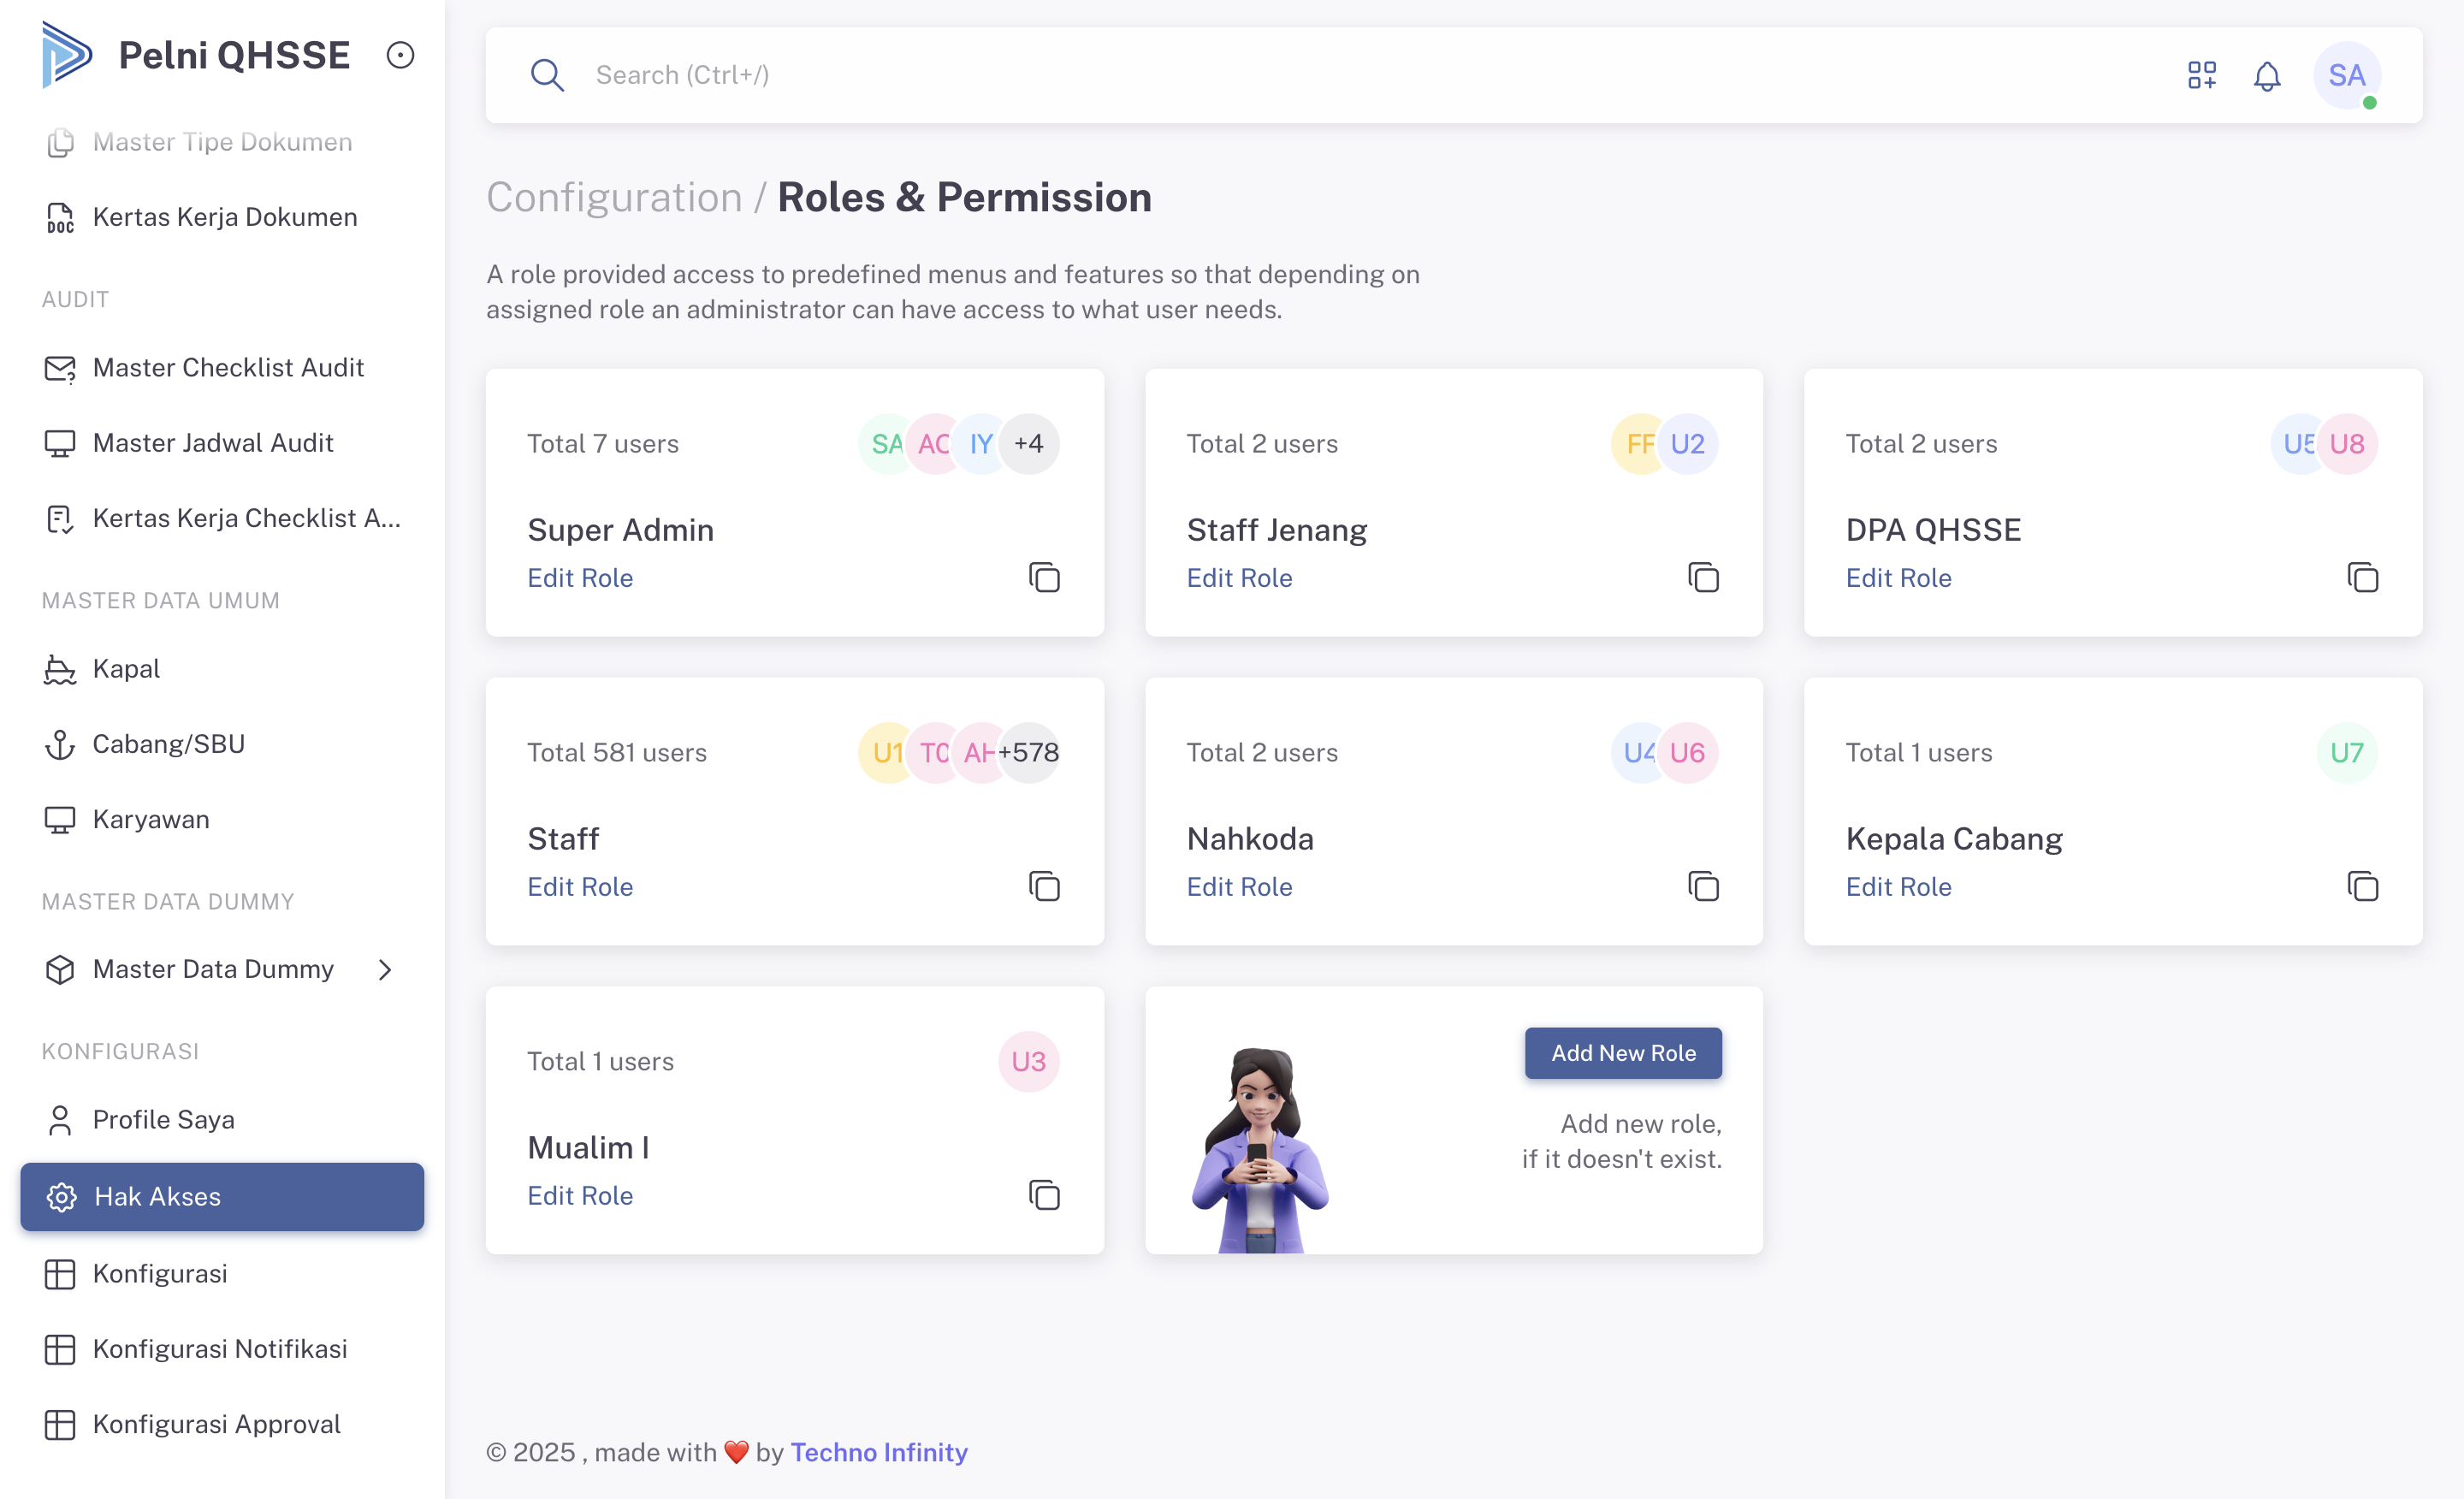 Pelni QHSSE
Master Tipe Dokumen
Kertas Kerja Dokumen
AUDIT
Master Checklist Audit
Master Jadwal Audit
Kertas Kerja Checklist A...
MASTER DATA UMUM
Kapal
Cabang/SBU
Karyawan
MASTER DATA DUMMY
Master Data Dummy
KONFIGURASI
Profile Saya
Hak Akses
Konfigurasi
Konfigurasi Notifikasi
Konfigurasi Approval
Search (Ctrl+/)
SA
Configuration / Roles & Permission
A role provided access to predefined menus and features so that depending on
assigned role an administrator can have access to what user needs.
Total 7 users
SA IY +4
Super Admin
Edit Role
Total 2 users
FF U2
Staff Jenang
Edit Role
Total 2 users
U5 U8
DPA QHSSE
Edit Role
Total 581 users
U1 AH +578
Staff
Edit Role
Total 2 users
U4 U6
Nahkoda
Edit Role
Total 1 users
U7
Kepala Cabang
Edit Role
Total 1 users
U3
Mualim I
Edit Role
Add New Role
Add new role,
if it doesn't exist.
© 2025 , made with ❤️ by Techno Infinity